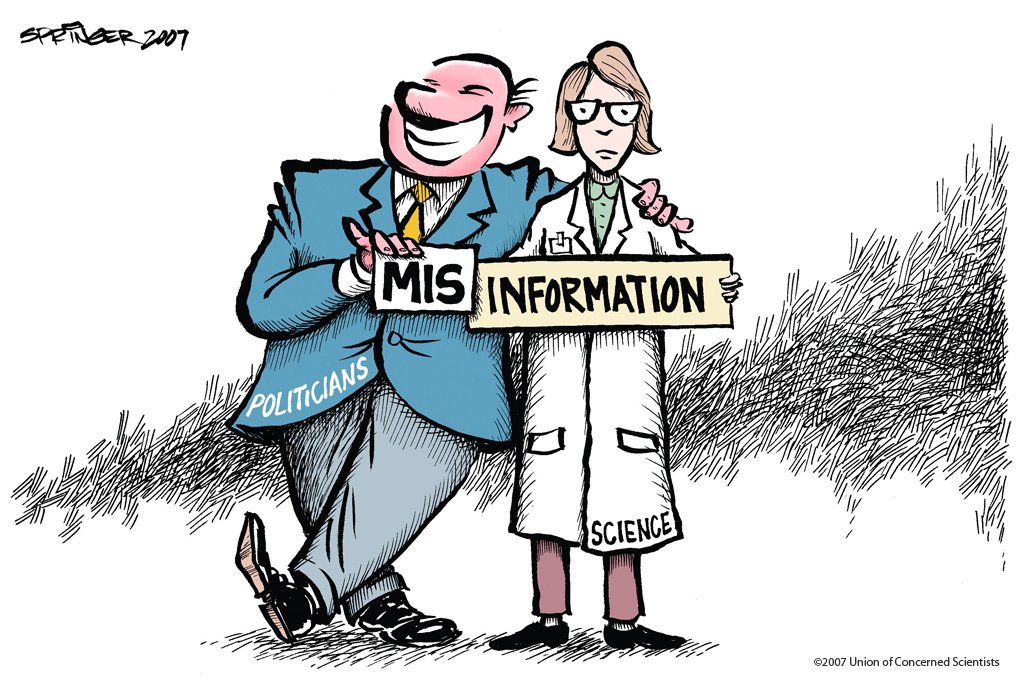 SPRINGER 2007
MIS INFORMATION
POLITICIANS
SCIENCE
©2007 Union of Concerned Scientists